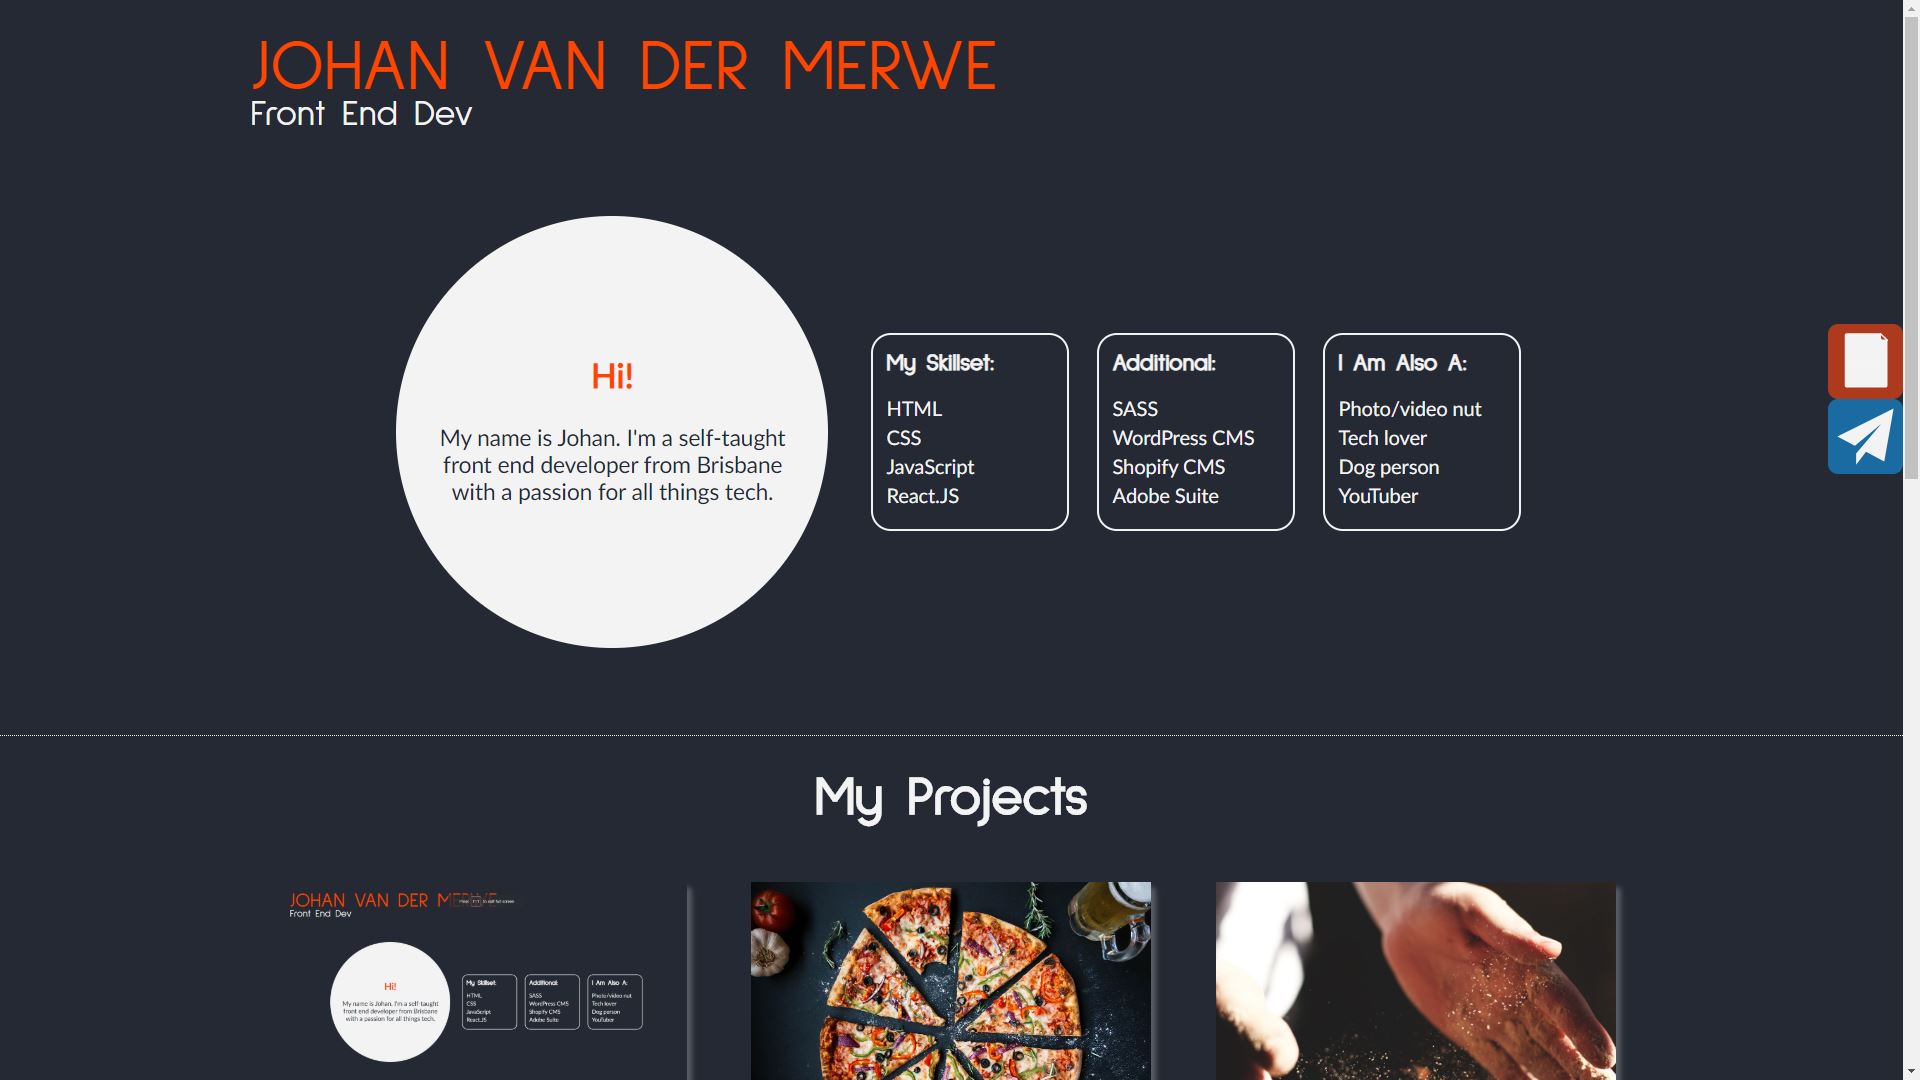 JOHAN VAN DER MERWE
Front End Dev
Hi!
My name is Johan. I'm a self-taught
front end developer from Brisbane
with a passion for all things tech.
My Skillset:
HTML
CSS
JavaScript
React.JS
Additional:
SASS
WordPress CMS
Shopify CMS
Adobe Suite
I Am Also A:
Photo/video nut
Tech lover
Dog person
YouTuber
My Projects
JOHAN VAN DER MERWE
Front End Dev
Hi!
My name is Johan. I'm a self-taught
front end developer from Brisbane
with a passion for all things tech.
My Skillset:
HTML
CSS
JavaScript
React.JS
Additional:
SASS
WordPress CMS
Shopify CMS
Adobe Suite
I Am Also A:
Photo/video nut
Tech lover
Dog person
YouTuber